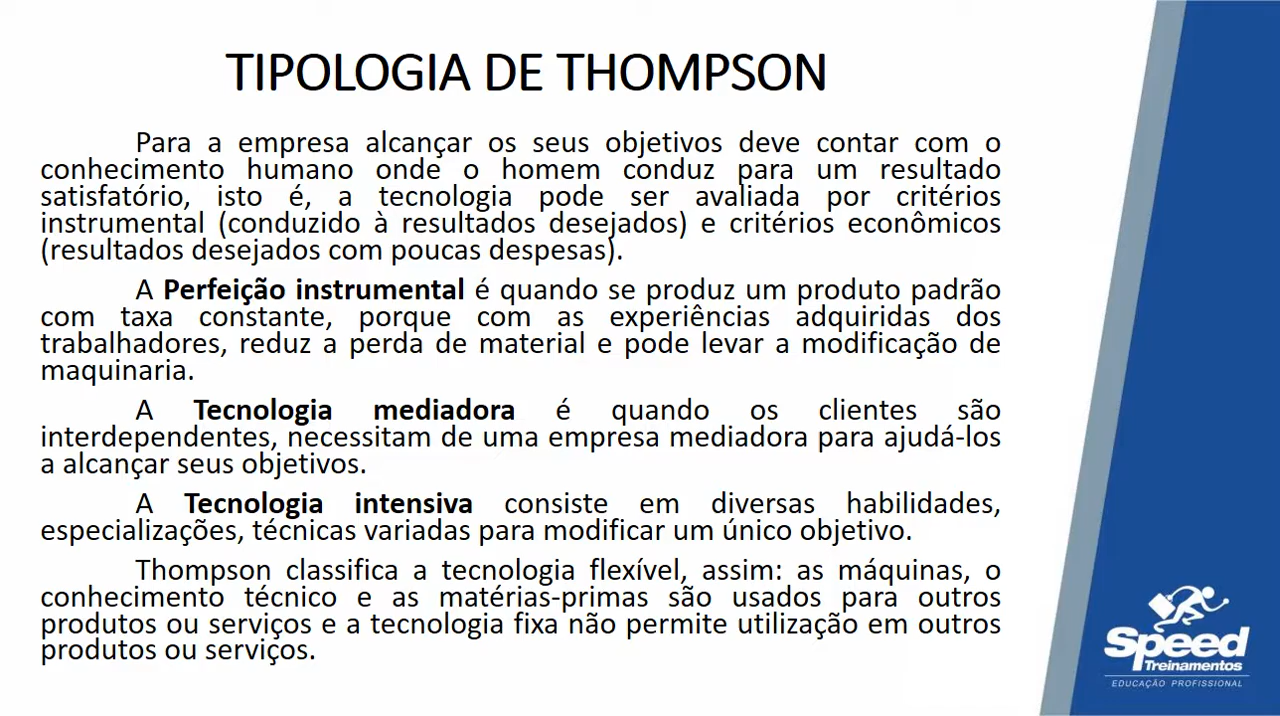 TIPOLOGIA DE THOMPSON
Para a empresa alcançar os seus objetivos deve contar com o
conhecimento humano onde o homem conduz para um resultado
satisfatório, isto é, a tecnologia pode ser avaliada por critérios
instrumental (conduzido à resultados desejados) e critérios econômicos
(resultados desejados com poucas despesas).
A Perfeição instrumental é quando se produz um produto padrão
com taxa constante, porque com as experiências adquiridas dos
trabalhadores, reduz a perda de material e pode levar a modificação de
maquinaria.
A Tecnologia mediadora é quando os clientes são
interdependentes, necessitam de uma empresa mediadora para ajudá-los
a alcançar seus objetivos.
A Tecnologia intensiva consiste em diversas habilidades,
especializações, técnicas variadas para modificar um único objetivo.
Thompson classifica a tecnologia flexível, assim: as máquinas, o
conhecimento técnico e as matérias-primas são usados para outros
produtos ou serviços e a tecnologia fixa não permite utilização em outros
produtos ou serviços.
Speed
Treinamentos
EDUCAÇÃO PROFISSIONAL